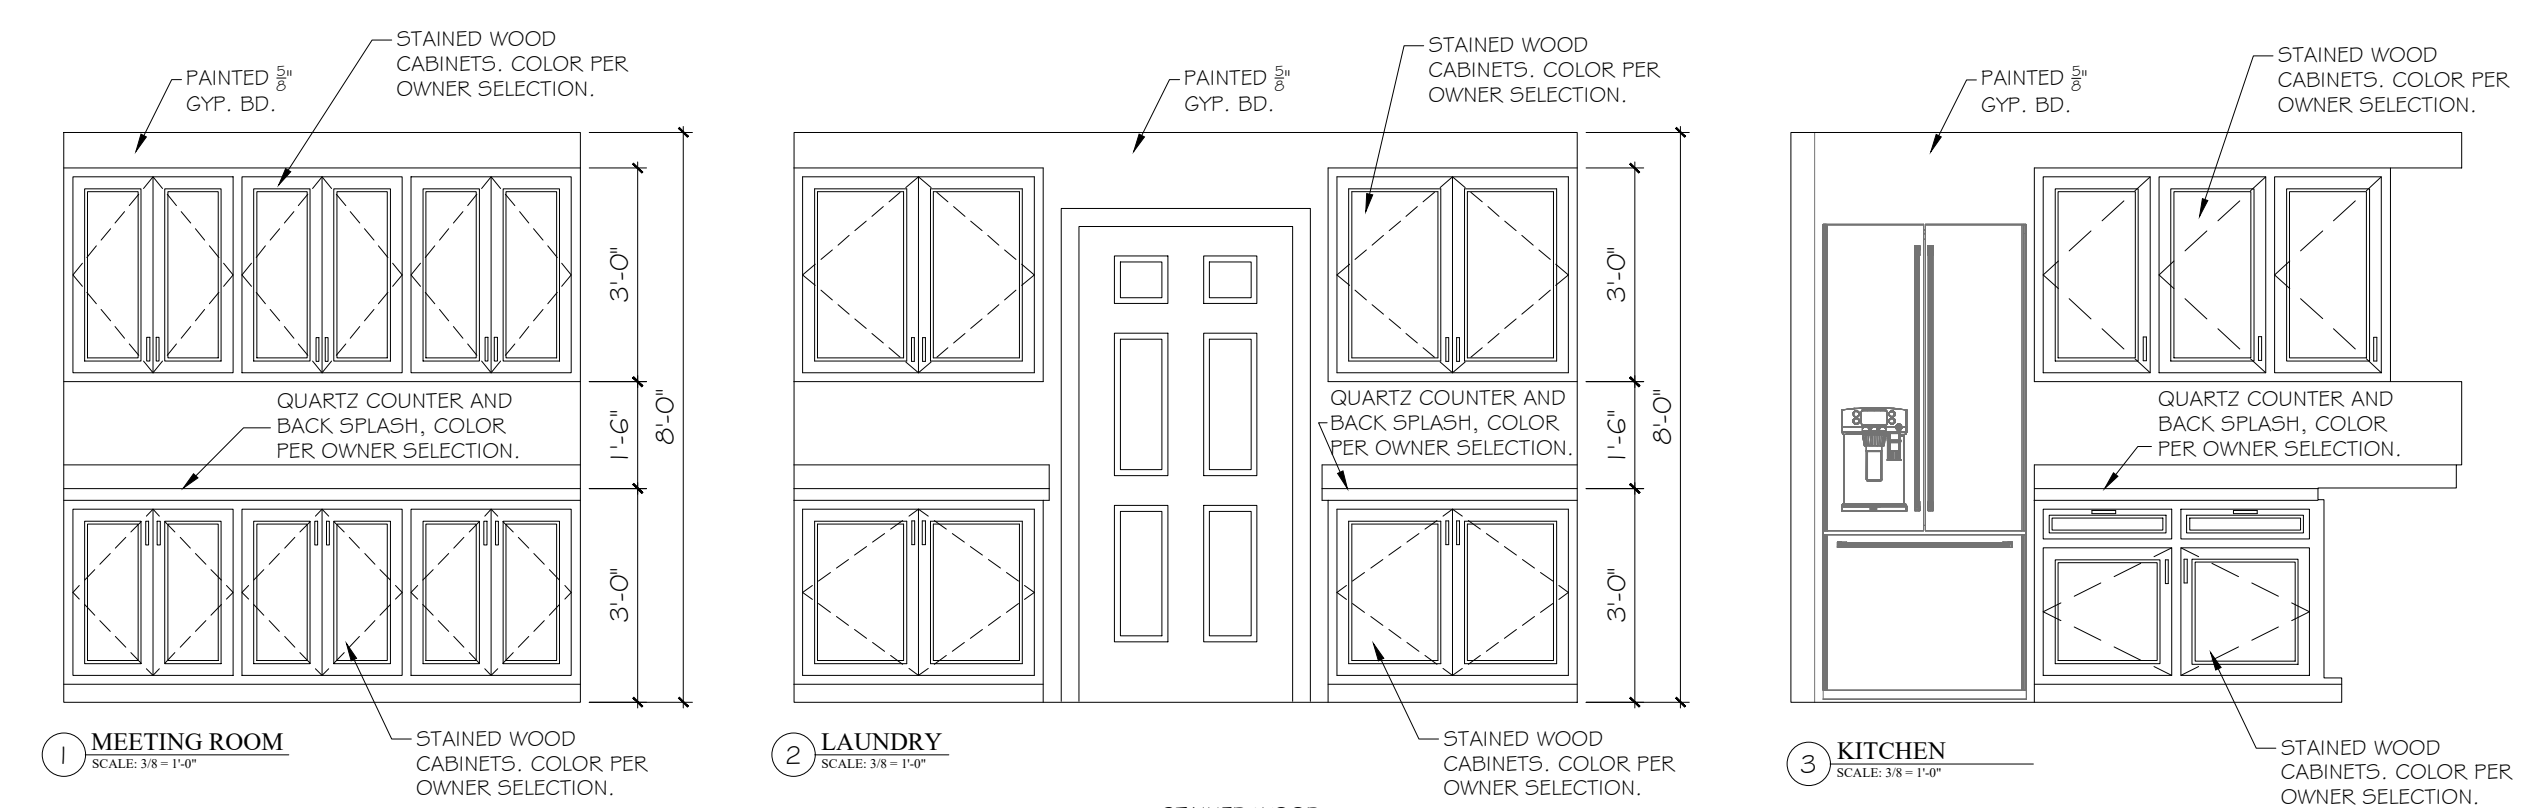 STAINED WOOD
CABINETS. COLOR PER
OWNER SELECTION.
PAINTED 5/8"
GYP. BD.
3'-0"
1'-6"
8'-0"
3'-0"
QUARTZ COUNTER AND
BACK SPLASH, COLOR
PER OWNER SELECTION.
1 MEETING ROOM
SCALE: 3/8 = 1'-0"
STAINED WOOD
CABINETS. COLOR PER
OWNER SELECTION.
STAINED WOOD
CABINETS. COLOR PER
OWNER SELECTION.
PAINTED 5/8"
GYP. BD.
3'-0"
QUARTZ COUNTER AND
BACK SPLASH, COLOR
PER OWNER SELECTION.
1'-6"
8'-0"
3'-0"
2 LAUNDRY
SCALE: 3/8 = 1'-0"
STAINED WOOD
CABINETS. COLOR PER
OWNER SELECTION.
STAINED WOOD
STAINED WOOD
CABINETS. COLOR PER
OWNER SELECTION.
PAINTED 5/8"
GYP. BD.
QUARTZ COUNTER AND
BACK SPLASH, COLOR
PER OWNER SELECTION.
3 KITCHEN
SCALE: 3/8 = 1'-0"
STAINED WOOD
CABINETS. COLOR PER
OWNER SELECTION.